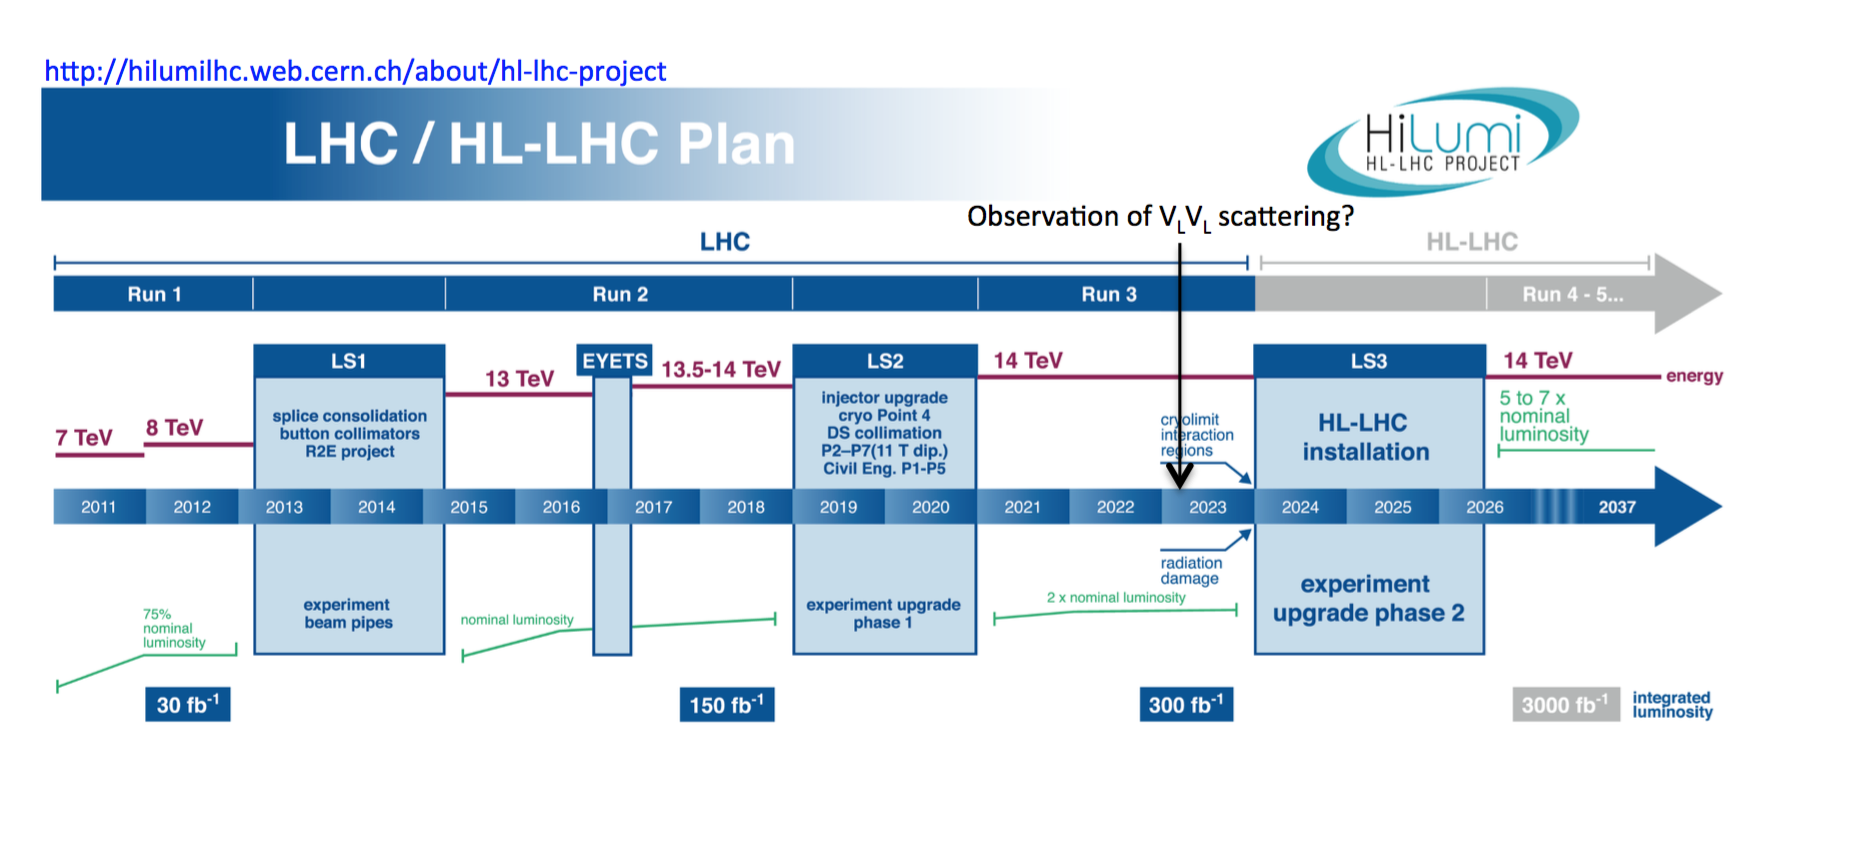 http://hilumilhc.web.cern.ch/about/hl-lhc-project
LHC / HL-LHC Plan
HiLumi
HL-LHC PROJECT
Observation of VLVL scattering?
LHC
HL-LHC
Run 1
Run 2
Run 3
Run 4 - 5...
LS1
EYETS
LS2
LS3
7 TeV
8 TeV
splice consolidation
button collimators
R2E project
13 TeV
13.5-14 TeV
injector upgrade
cryo Point 4
DS collimation
P2–P7(11 T dip.)
Civil Eng. P1-P5
14 TeV
cryolimit
interaction
regions
HL-LHC
installation
14 TeV
energy
5 to 7 x
nominal
luminosity
2011
2012
2013
2014
2015
2016
2017
2018
2019
2020
2021
2022
2023
2024
2025
2026
2037
75%
nominal
luminosity
experiment
beam pipes
nominal luminosity
experiment upgrade
phase 1
radiation
damage
2 x nominal luminosity
experiment
upgrade phase 2
30 fb-1
150 fb-1
300 fb-1
3000 fb-1
integrated
luminosity